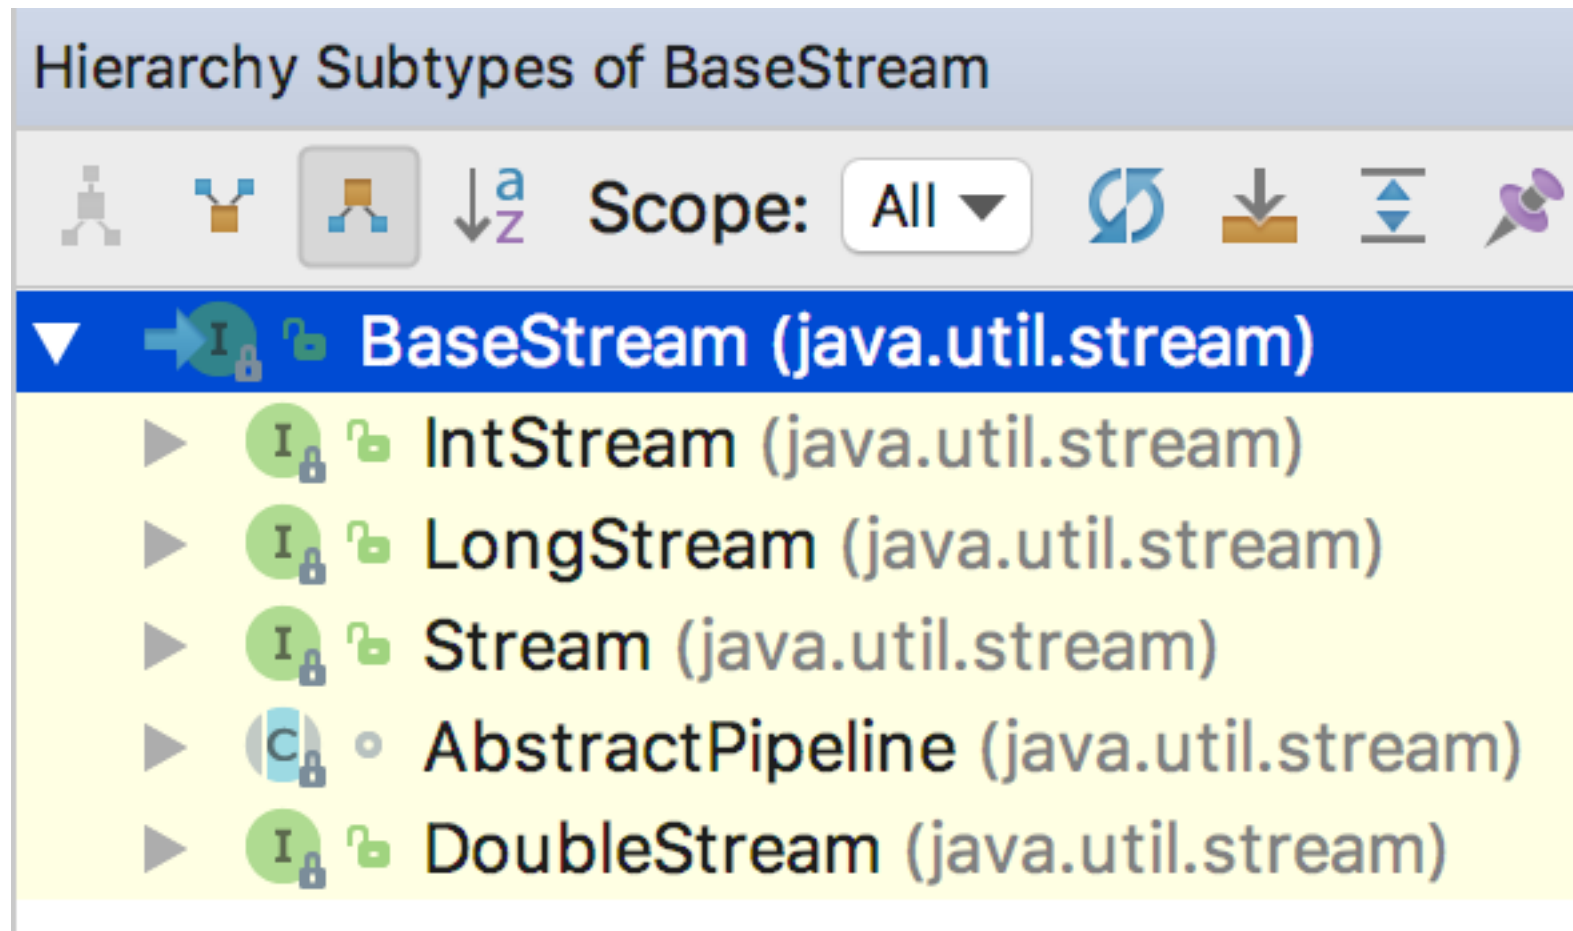 Hierarchy Subtypes of BaseStream
a z Scope: All
I BaseStream (java.util.stream)
I IntStream (java.util.stream)
I LongStream (java.util.stream)
I Stream (java.util.stream)
C AbstractPipeline (java.util.stream)
I DoubleStream (java.util.stream)